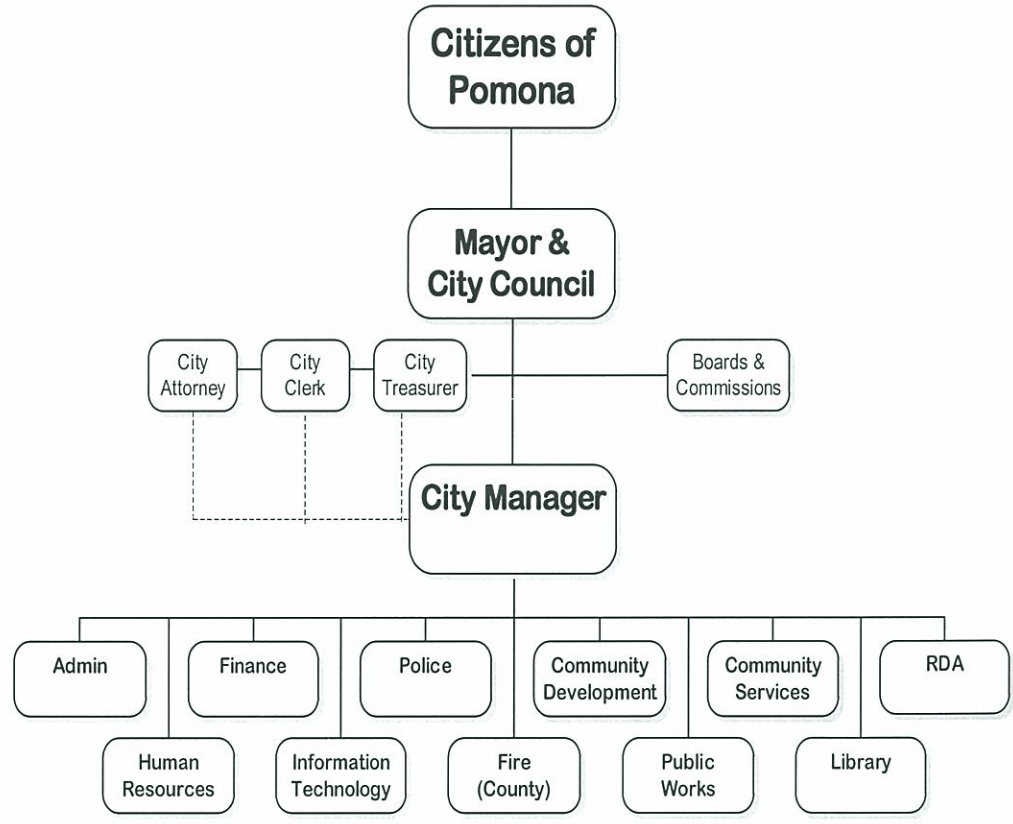 Citizens of
Pomona
Mayor &
City Council
City
Attorney
City
Clerk
City
Treasurer
Boards &
Commissions
City Manager
Admin
Finance
Police
Community
Development
Community
Services
RDA
Human
Resources
Information
Technology
Fire
(County)
Public
Works
Library